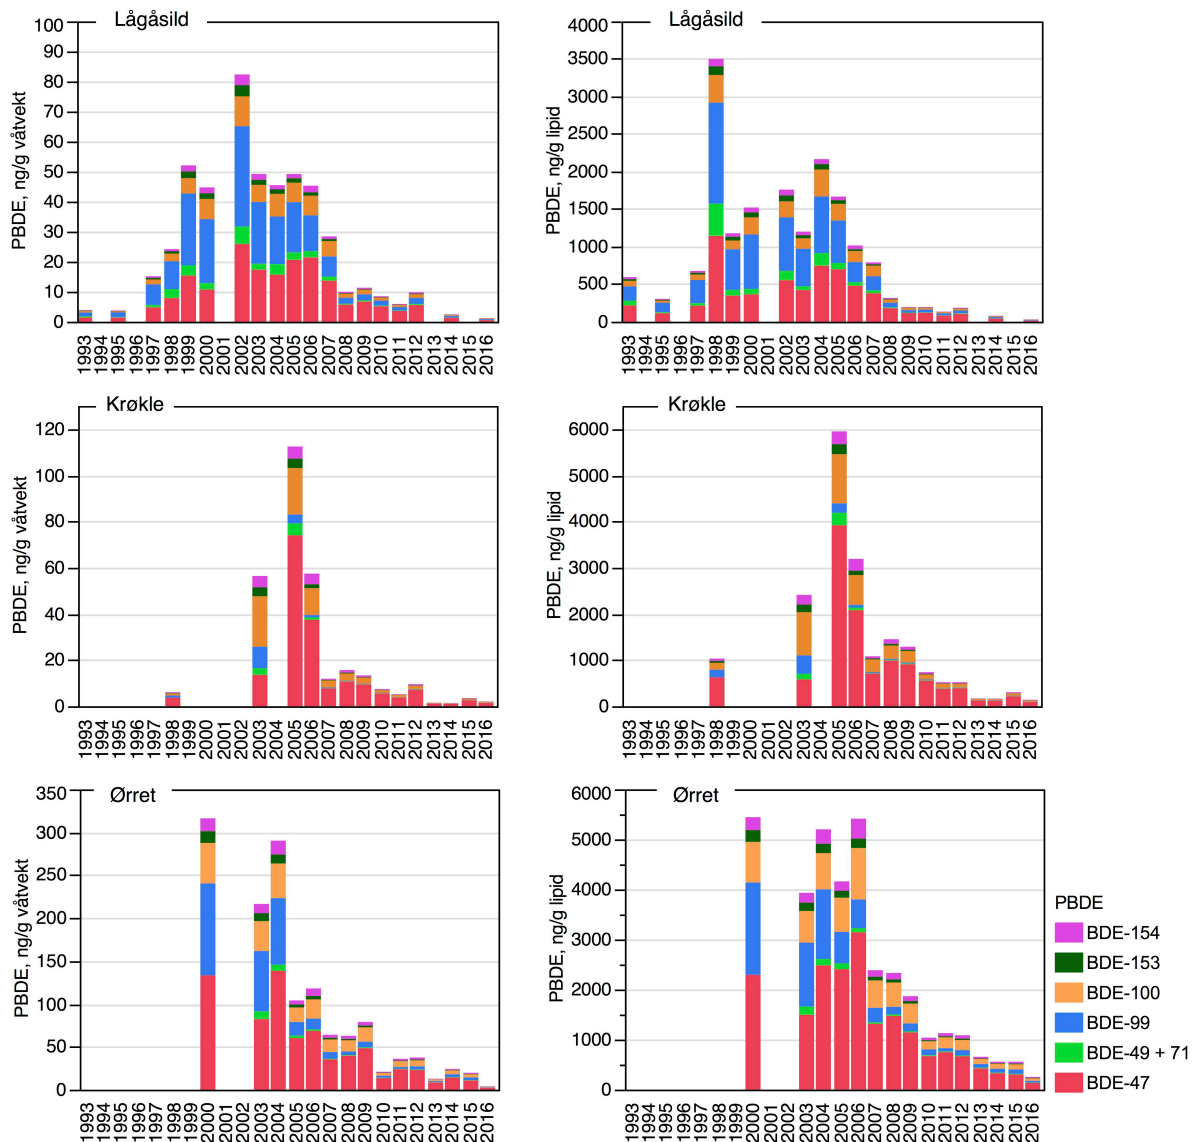 Lågåsild
PBDE, ng/g våtvekt
100
90
80
70
60
50
40
30
20
10
0
1993 1994 1995 1996 1997 1998 1999 2000 2001 2002 2003 2004 2005 2006 2007 2008 2009 2010 2011 2012 2013 2014 2015 2016
Lågåsild
PBDE, ng/g lipid
4000
3500
3000
2500
2000
1500
1000
500
0
1993 1994 1995 1996 1997 1998 1999 2000 2001 2002 2003 2004 2005 2006 2007 2008 2009 2010 2011 2012 2013 2014 2015 2016
Krøkle
PBDE, ng/g våtvekt
120
100
80
60
40
20
0
1993 1994 1995 1996 1997 1998 1999 2000 2001 2002 2003 2004 2005 2006 2007 2008 2009 2010 2011 2012 2013 2014 2015 2016
Krøkle
PBDE, ng/g lipid
6000
5000
4000
3000
2000
1000
0
1993 1994 1995 1996 1997 1998 1999 2000 2001 2002 2003 2004 2005 2006 2007 2008 2009 2010 2011 2012 2013 2014 2015 2016
Ørret
PBDE, ng/g våtvekt
350
300
250
200
150
100
50
0
1993 1994 1995 1996 1997 1998 1999 2000 2001 2002 2003 2004 2005 2006 2007 2008 2009 2010 2011 2012 2013 2014 2015 2016
Ørret
PBDE, ng/g lipid
6000
5000
4000
3000
2000
1000
0
1993 1994 1995 1996 1997 1998 1999 2000 2001 2002 2003 2004 2005 2006 2007 2008 2009 2010 2011 2012 2013 2014 2015 2016
PBDE
BDE-154
BDE-153
BDE-100
BDE-99
BDE-49 + 71
BDE-47